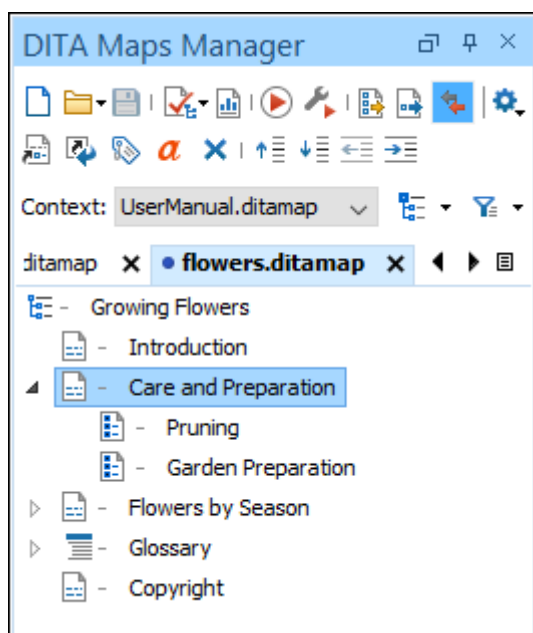 DITA Maps Manager
Context: UserManual.ditamap
ditamap flowers.ditamap
Growing Flowers
Introduction
Care and Preparation
Pruning
Garden Preparation
Flowers by Season
Glossary
Copyright